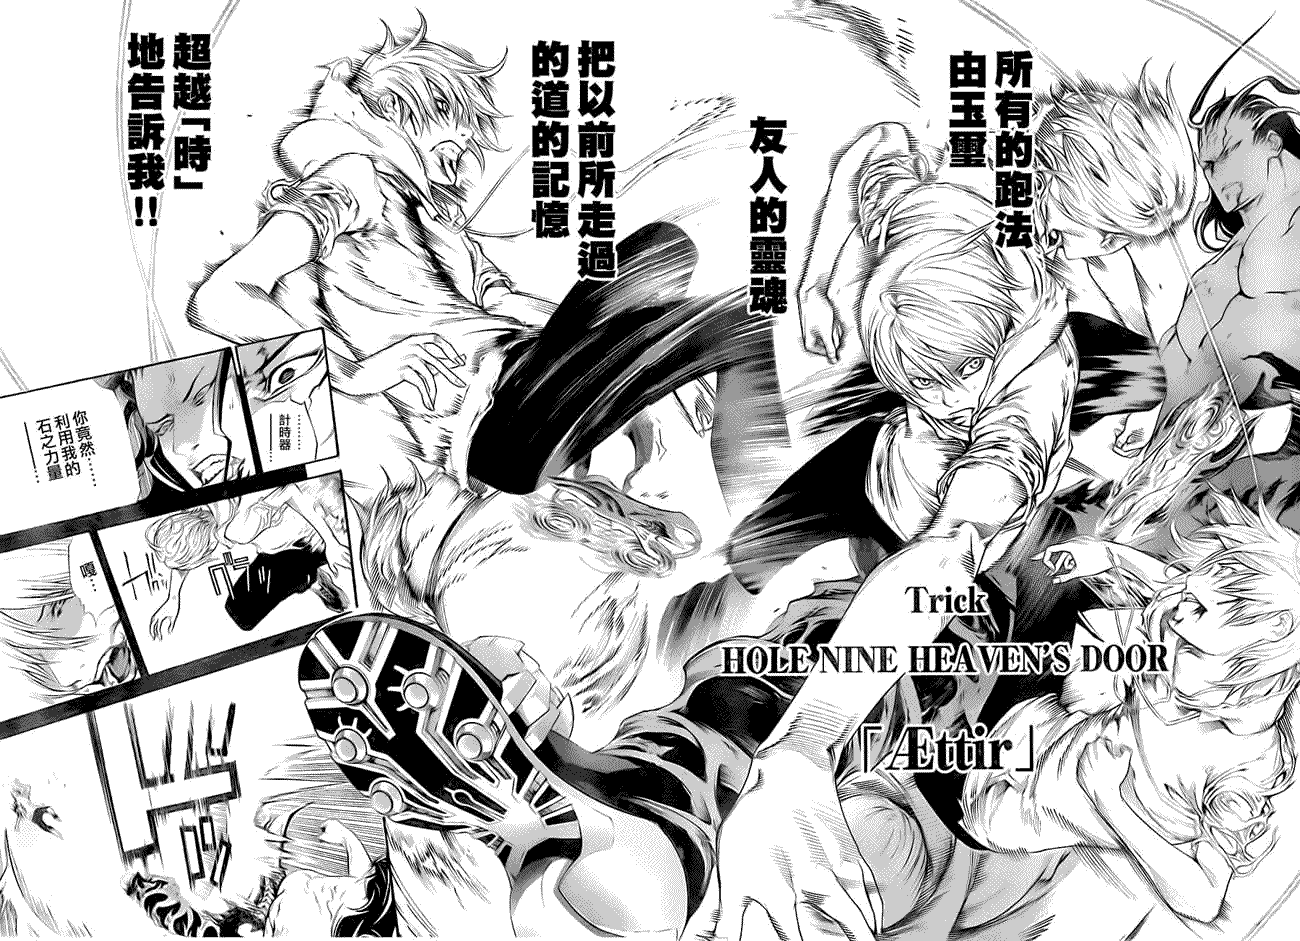 所有的跑法
由玉璽
友人的靈魂
把以前所走過
的道的記憶
超越「時」
地告訴我!!
Trick
HOLE NINE HEAVEN'S DOOR
「Ættir」
計時器
………
你竟然……
利用我的
石之力量
………
嘎…